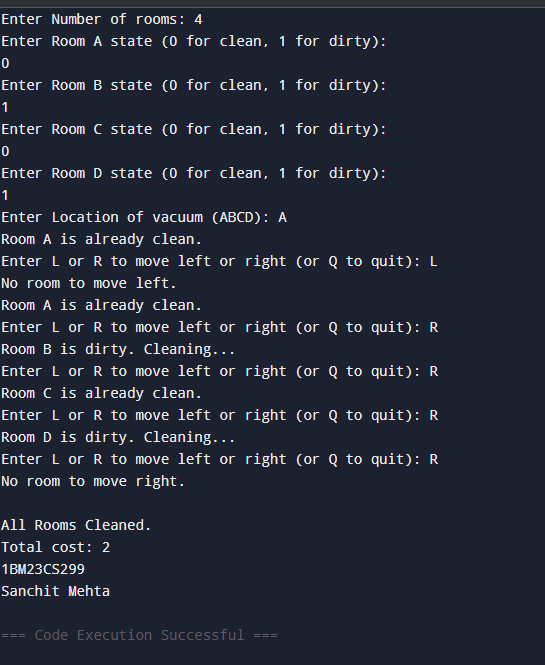 Enter Number of rooms: 4
Enter Room A state (0 for clean, 1 for dirty):
0
Enter Room B state (0 for clean, 1 for dirty):
1
Enter Room C state (0 for clean, 1 for dirty):
0
Enter Room D state (0 for clean, 1 for dirty):
1
Enter Location of vacuum (ABCD): A
Room A is already clean.
Enter L or R to move left or right (or Q to quit): L
No room to move left.
Room A is already clean.
Enter L or R to move left or right (or Q to quit): R
Room B is dirty. Cleaning...
Enter L or R to move left or right (or Q to quit): R
Room C is already clean.
Enter L or R to move left or right (or Q to quit): R
Room D is dirty. Cleaning...
Enter L or R to move left or right (or Q to quit): R
No room to move right.

All Rooms Cleaned.
Total cost: 2
1BM23CS299
Sanchit Mehta

=== Code Execution Successful ===